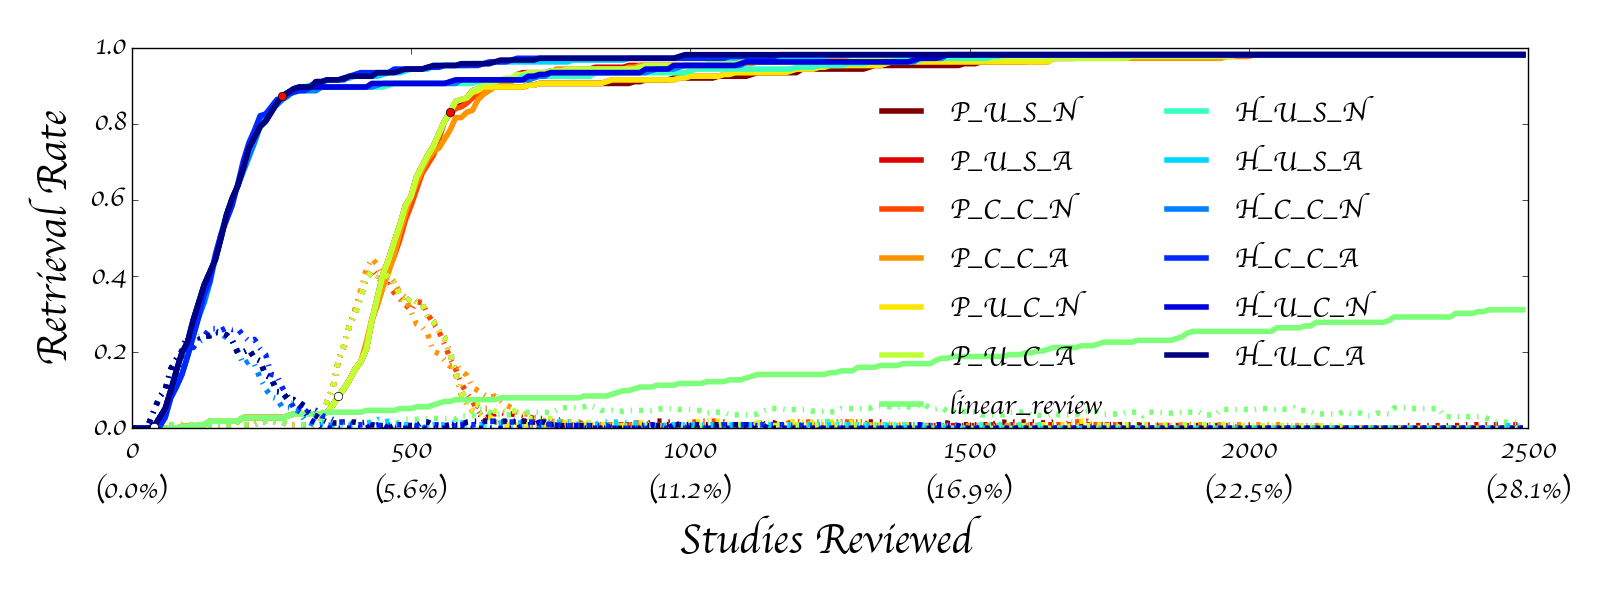 1.0
0.8
0.6
0.4
0.2
0.0
Retrieval Rate
P_U_S_N
P_U_S_A
P_C_C_N
P_C_C_A
P_U_C_N
P_U_C_A
linear_review
H_U_S_N
H_U_S_A
H_C_C_N
H_C_C_A
H_U_C_N
H_U_C_A
0 500 1000 1500 2000 2500
(0.0%) (5.6%) (11.2%) (16.9%) (22.5%) (28.1%)
Studies Reviewed